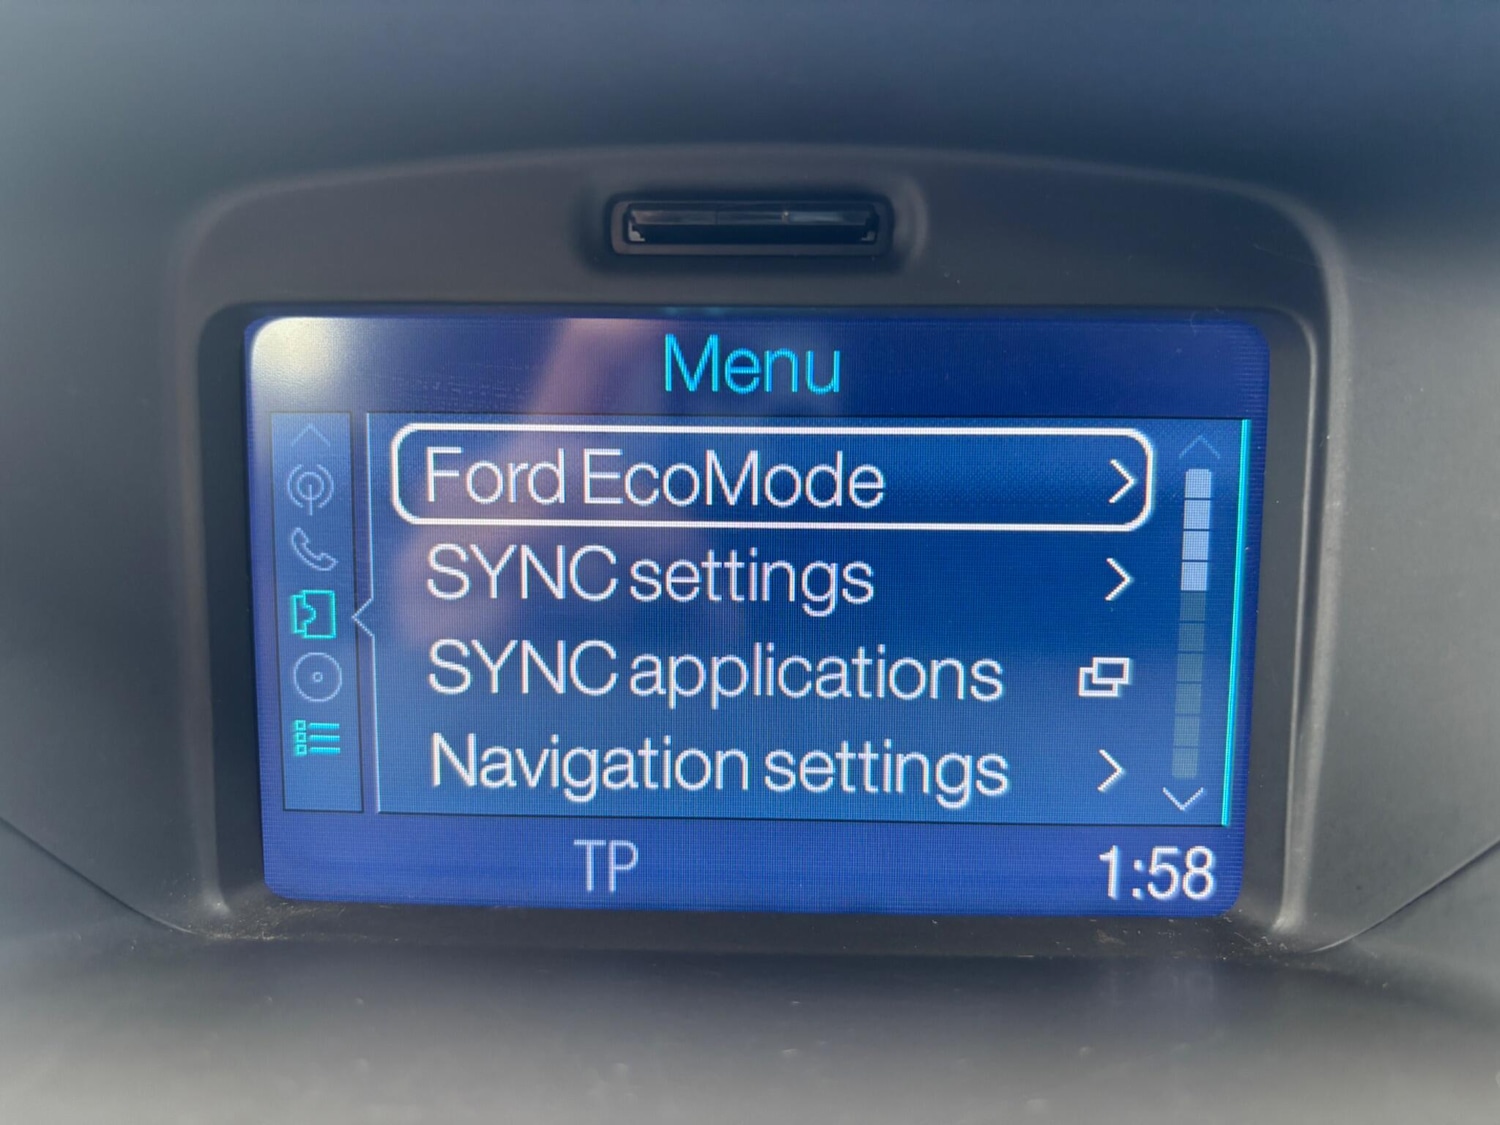 Menu
Ford EcoMode
SYNC settings
SYNC applications
Navigation settings
TP
1:58